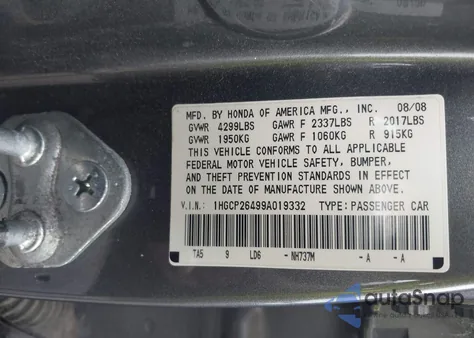 MFD. BY HONDA OF AMERICA MFG., INC. 08/08
GVWR 4299LBS GAWR F 2337LBS R 2017LBS
GVWR 1950KG GAWR F 1060KG R 915KG
THIS VEHICLE CONFORMS TO ALL APPLICABLE
FEDERAL MOTOR VEHICLE SAFETY, BUMPER,
AND THEFT PREVENTION STANDARDS IN EFFECT
ON THE DATE OF MANUFACTURE SHOWN ABOVE.
V.I.N.: 1HGCP26499A019332 TYPE: PASSENGER CAR
TA5 9 LD6 -NH737M -A -A
autoSnap